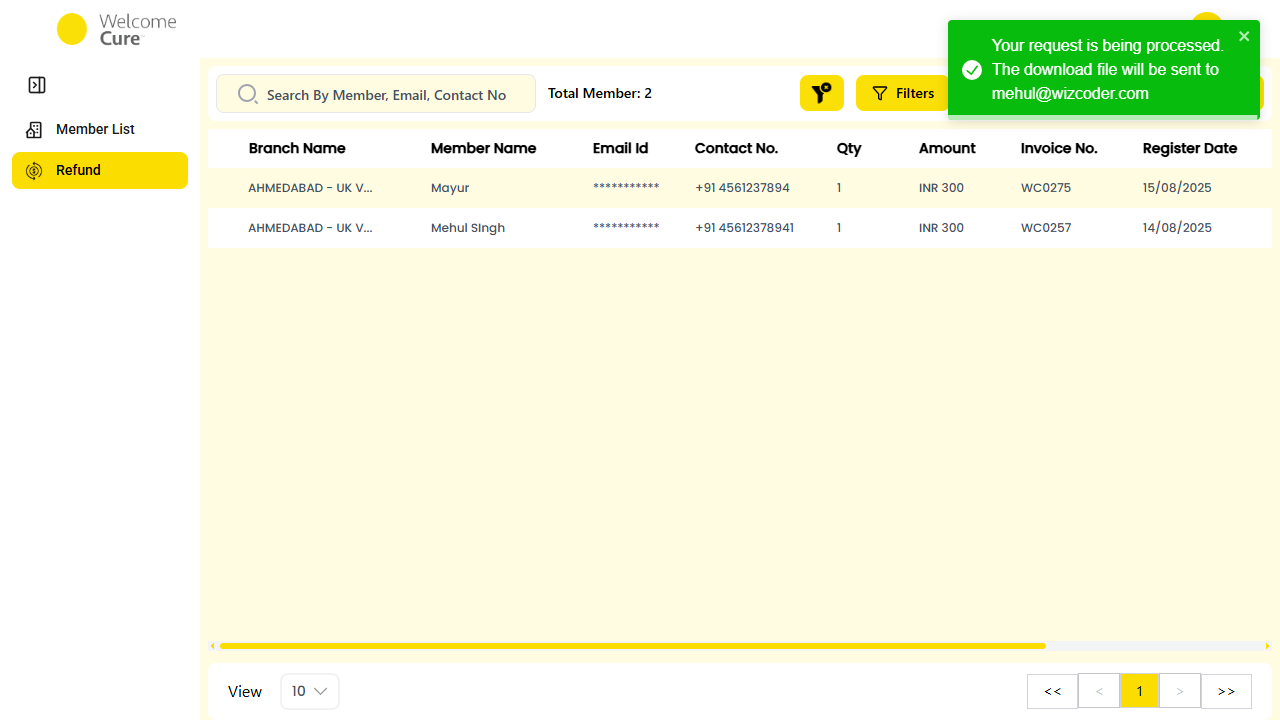 Welcome
Cure™
Your request is being processed.
The download file will be sent to
mehul@wizcoder.com
Search By Member, Email, Contact No
Total Member: 2
Filters
Member List
Refund
Branch Name Member Name Email Id Contact No. Qty Amount Invoice No. Register Date
AHMEDABAD - UK V... Mayur *********** +91 4561237894 1 INR 300 WC0275 15/08/2025
AHMEDABAD - UK V... Mehul SIngh *********** +91 45612378941 1 INR 300 WC0257 14/08/2025
View 10 << < 1 > >>